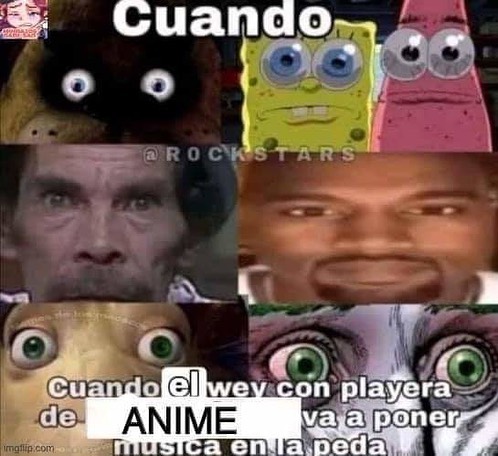 Cuando
@ROCKSTARS
Cuando el wey con playera
de ANIME va a poner
musica en la peda
imgflip.com